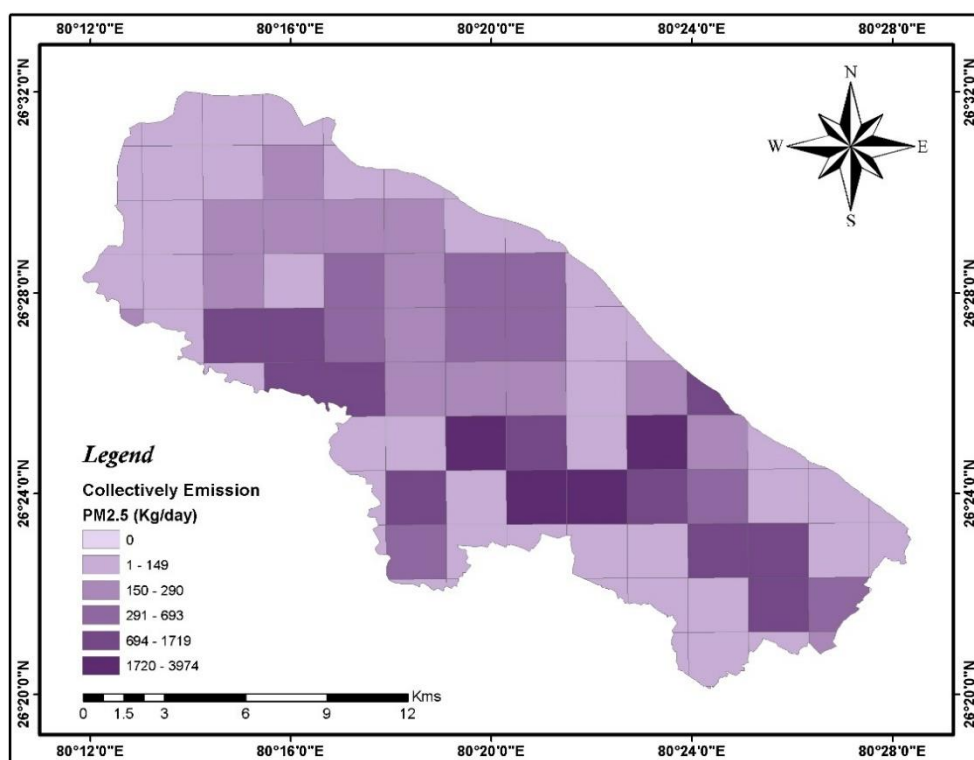 80°12'0"E 80°16'0"E 80°20'0"E 80°24'0"E 80°28'0"E
26°32'0"N 26°32'0"N
N
W E
S
26°28'0"N 26°28'0"N
Legend
Collectively Emission
PM2.5 (Kg/day)
0
26°24'0"N 26°24'0"N
1 - 149
150 - 290
291 - 693
694 - 1719
1720 - 3974
Kms
0 1.5 3 6 9 12
26°20'0"N 26°20'0"N
80°12'0"E 80°16'0"E 80°20'0"E 80°24'0"E 80°28'0"E